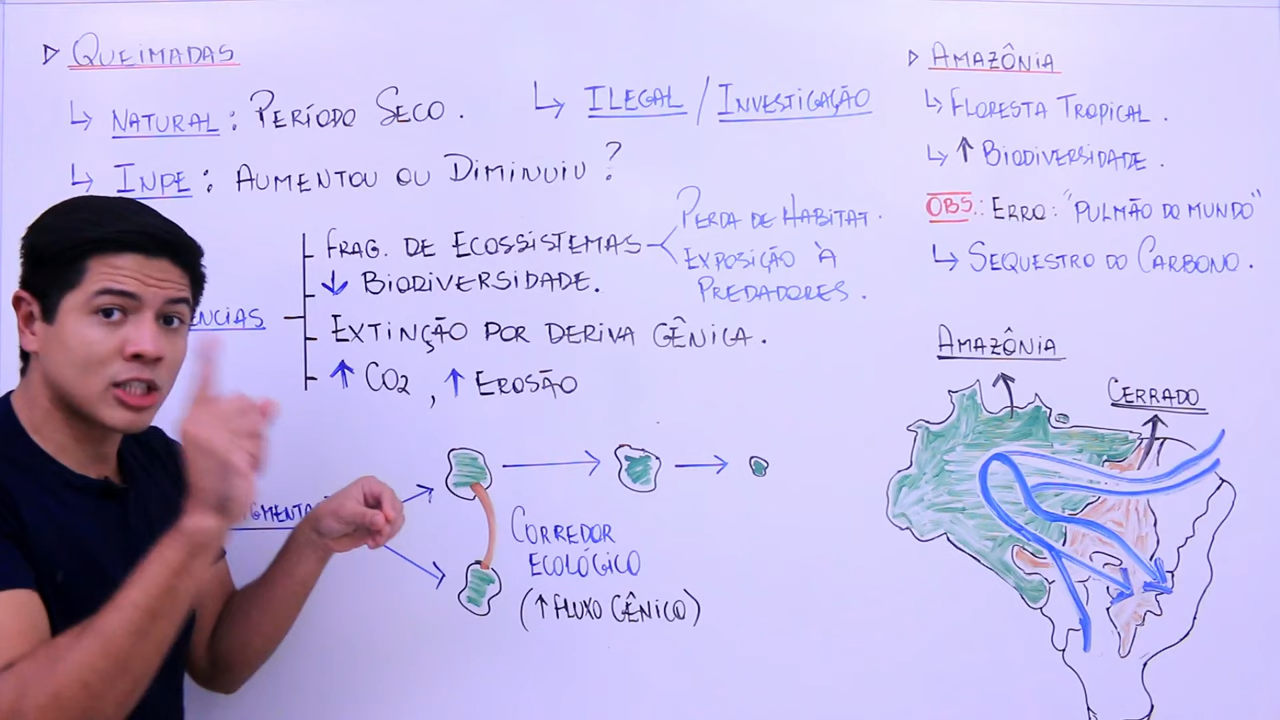 ▷ QUEIMADAS
↳ NATURAL: PERÍODO SECO.
↳ ILEGAL / INVESTIGAÇÃO
↳ INPE: AUMENTOU OU DIMINUIU?
FRAG. DE ECOSSISTEMAS
PERDA DE HABITAT.
EXPOSIÇÃO À
PREDADORES.
↓ BIODIVERSIDADE.
EXTINÇÃO POR DERIVA GÊNICA.
↑ CO2, ↑ EROSÃO
CORREDOR
ECOLÓGICO
(↑ FLUXO GÊNICO)
▷ AMAZÔNIA
↳ FLORESTA TROPICAL.
↳ ↑ BIODIVERSIDADE.
OBS.: ERRO: "PULMÃO DO MUNDO"
↳ SEQUESTRO DO CARBONO.
AMAZÔNIA
CERRADO